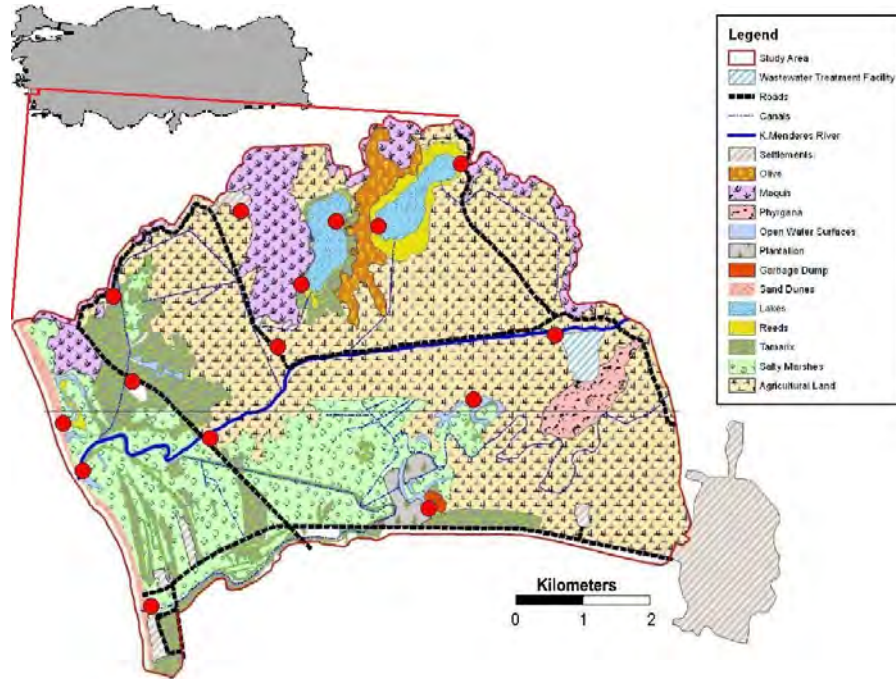 Legend
Study Area
Wastewater Treatment Facility
Roads
Canals
K.Menderes River
Settlements
Olive
Maquis
Phyrgana
Open Water Surfaces
Plantation
Garbage Dump
Sand Dunes
Lakes
Reeds
Tamarix
Salty Marshes
Agricultural Land
Kilometers
0 1 2